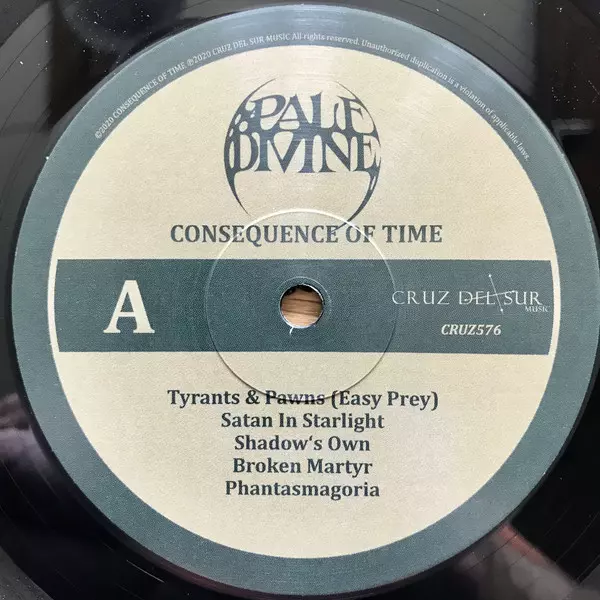 ©2020 CONSEQUENCE OF TIME ℗2020 CRUZ DEL SUR MUSIC All rights reserved. Unauthorized duplication is a violation of applicable laws.
PALE
DIVINE
CONSEQUENCE OF TIME
A
CRUZ DEL SUR
MUSIC
CRUZ576
Tyrants & Pawns (Easy Prey)
Satan In Starlight
Shadow‘s Own
Broken Martyr
Phantasmagoria